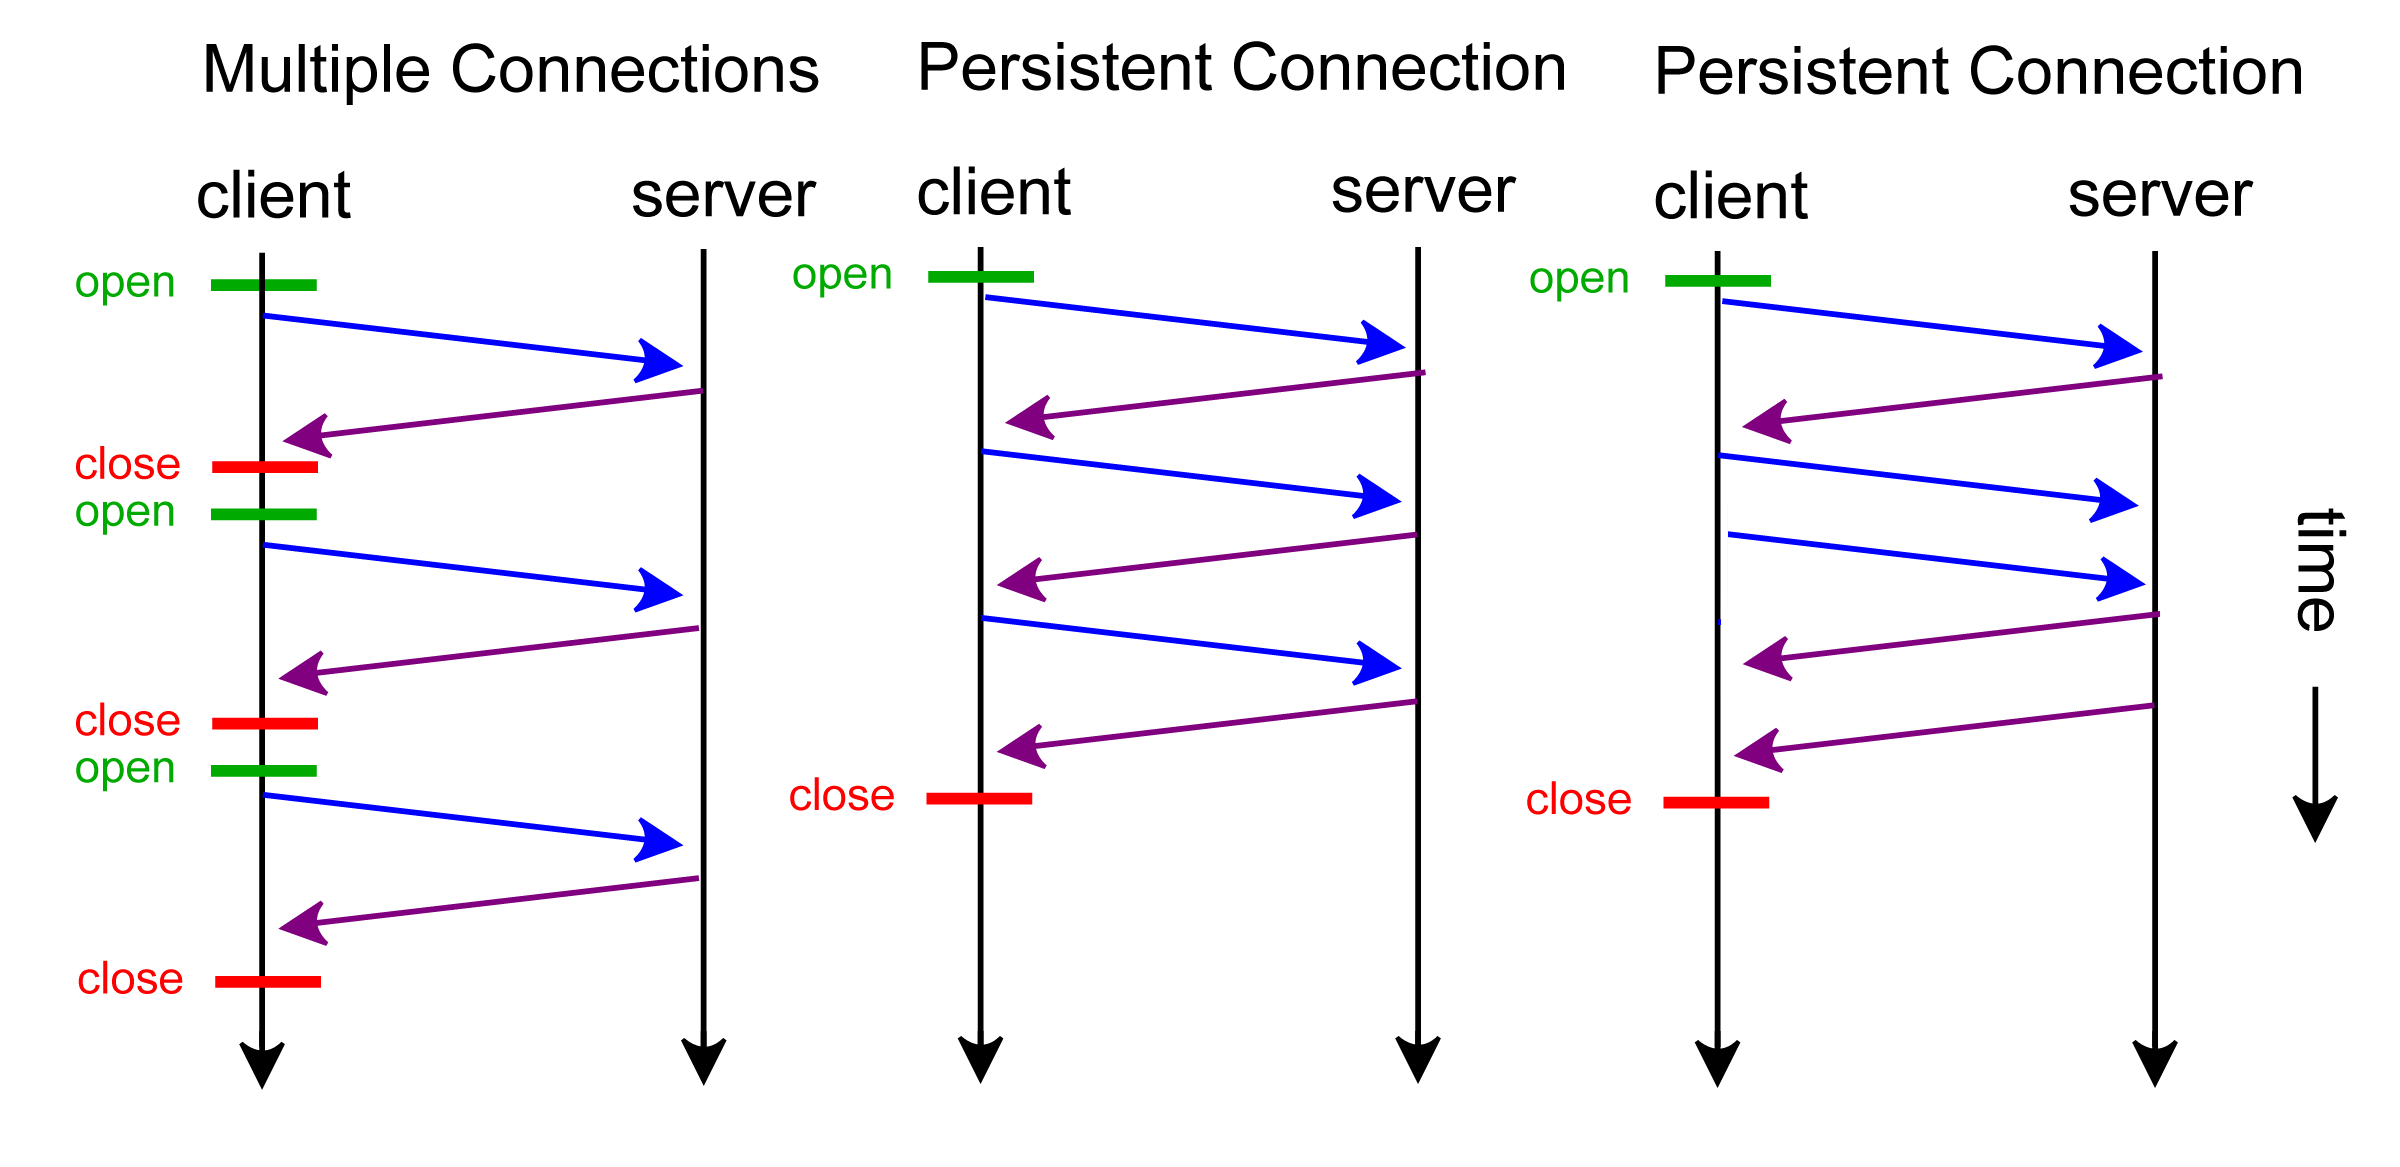 Multiple Connections
client
server
open
close
open
close
open
close
Persistent Connection
client
server
open
close
Persistent Connection
client
server
open
close
time